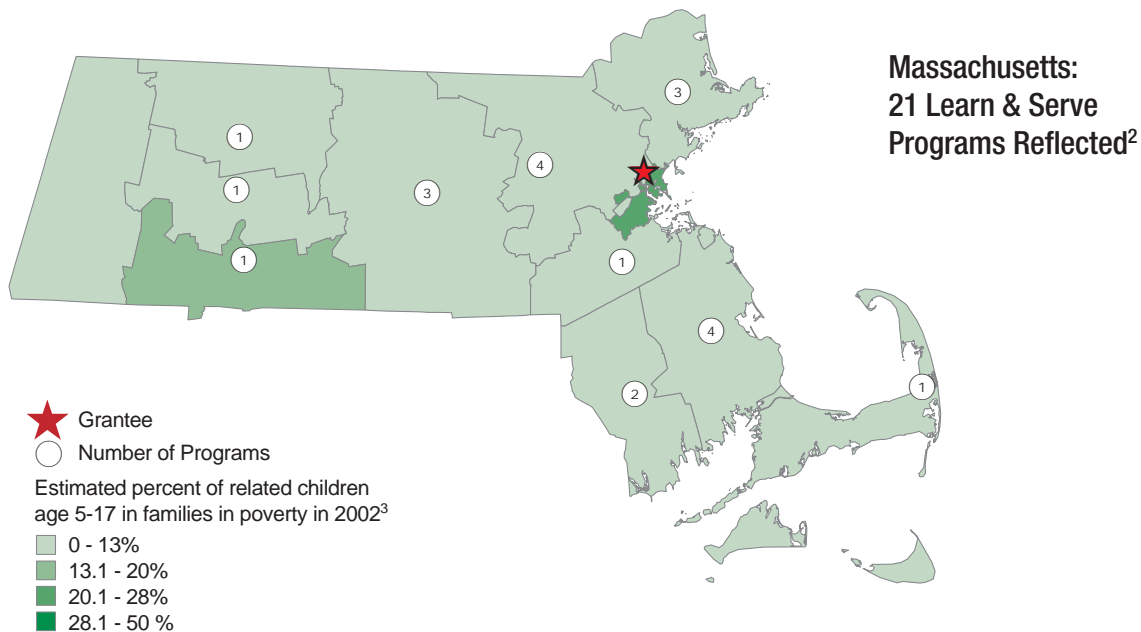 Massachusetts:
21 Learn & Serve
Programs Reflected2
3
1
4
1
3
1
1
4
1
2
Grantee
Number of Programs
Estimated percent of related children
age 5-17 in families in poverty in 20023
0 - 13%
13.1 - 20%
20.1 - 28%
28.1 - 50 %